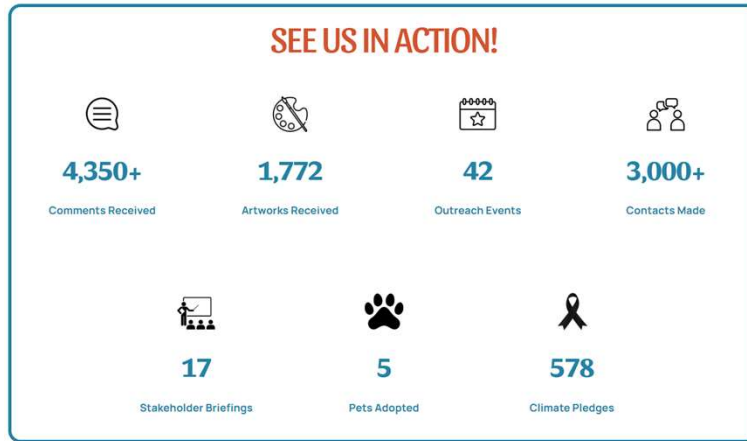 SEE US IN ACTION!
4,350+
1,772
42
3,000+
Comments Received
Artworks Received
Outreach Events
Contacts Made
17
5
578
Stakeholder Briefings
Pets Adopted
Climate Pledges